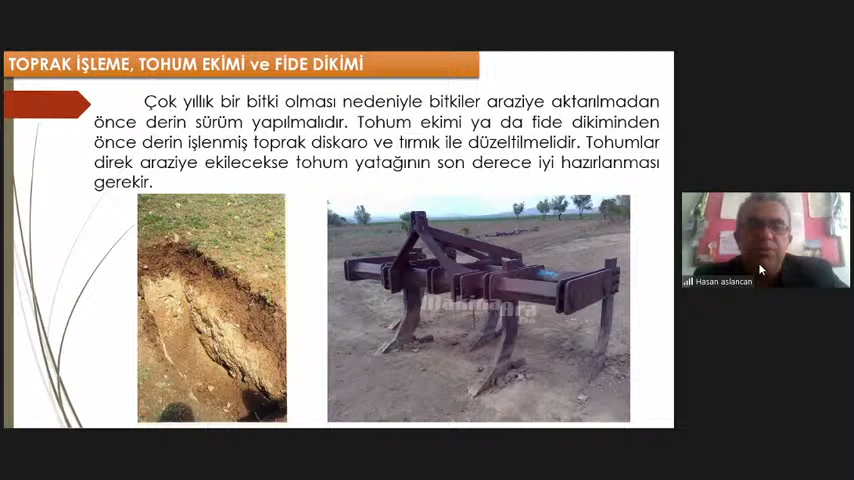 TOPRAK İŞLEME, TOHUM EKİMİ ve FİDE DİKİMİ
Çok yıllık bir bitki olması nedeniyle bitkiler araziye aktarılmadan
önce derin sürüm yapılmalıdır. Tohum ekimi ya da fide dikiminden
önce derin işlenmiş toprak diskaro ve tırmık ile düzeltilmelidir. Tohumlar
direk araziye ekilecekse tohum yatağının son derece iyi hazırlanması
gerekir.
Hasan aslancan